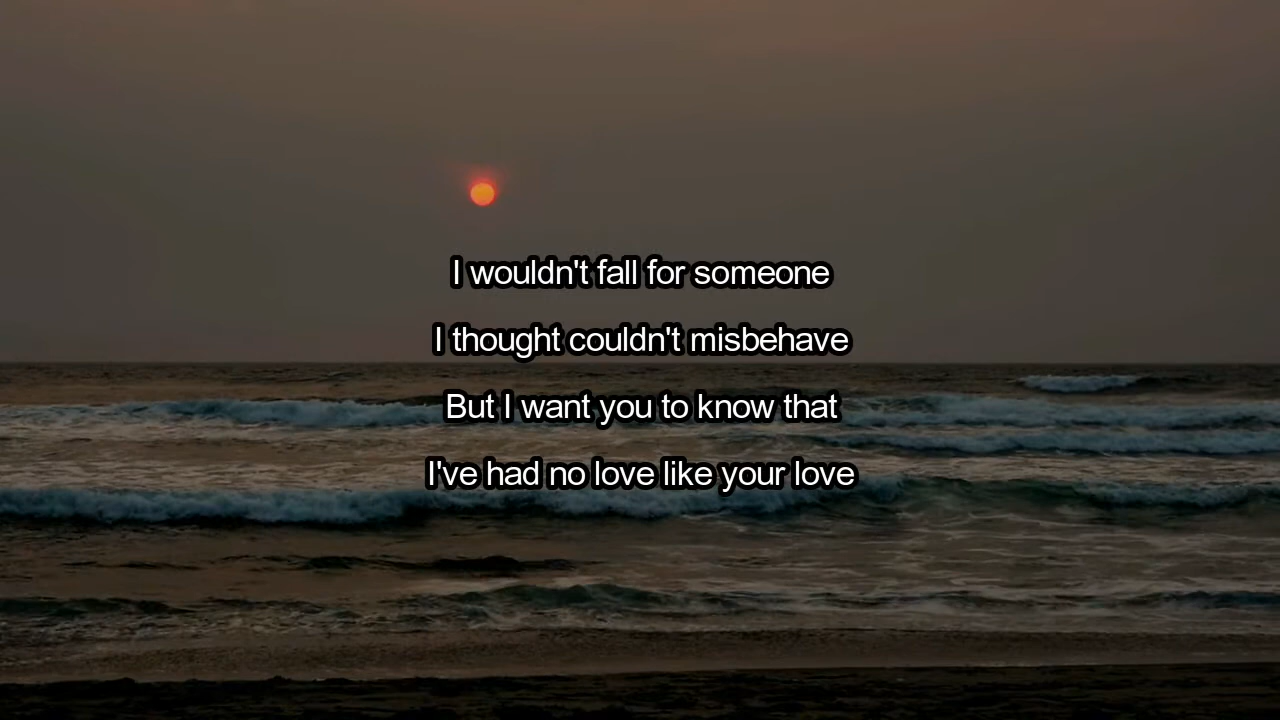 I wouldn't fall for someone
I thought couldn't misbehave
But I want you to know that
I've had no love like your love